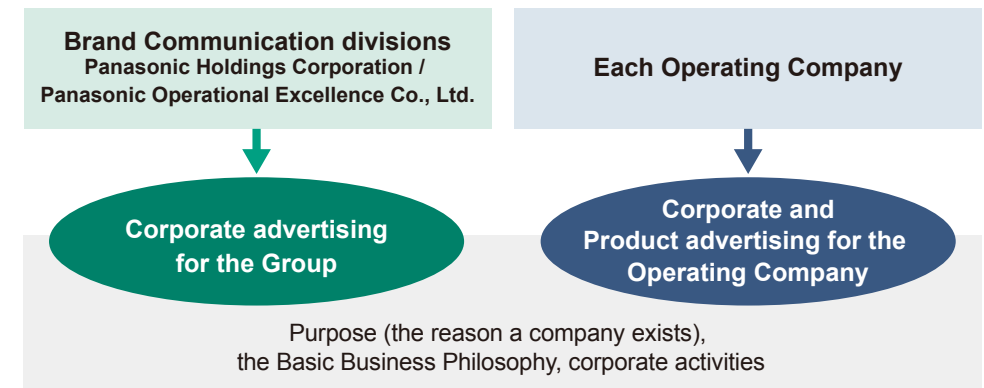 Brand Communication divisions
Panasonic Holdings Corporation /
Panasonic Operational Excellence Co., Ltd.
Each Operating Company
Corporate advertising
for the Group
Corporate and
Product advertising for the
Operating Company
Purpose (the reason a company exists),
the Basic Business Philosophy, corporate activities